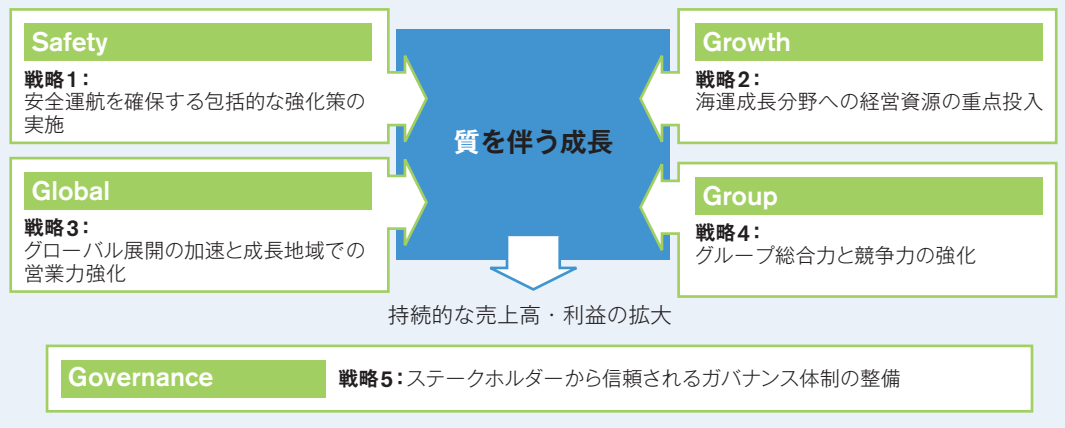 Safety
戦略1：
安全運航を確保する包括的な強化策の
実施
Growth
戦略2：
海運成長分野への経営資源の重点投入
質を伴う成長
Global
戦略3：
グローバル展開の加速と成長地域での
営業力強化
Group
戦略4：
グループ総合力と競争力の強化
持続的な売上高・利益の拡大
Governance
戦略5：ステークホルダーから信頼されるガバナンス体制の整備